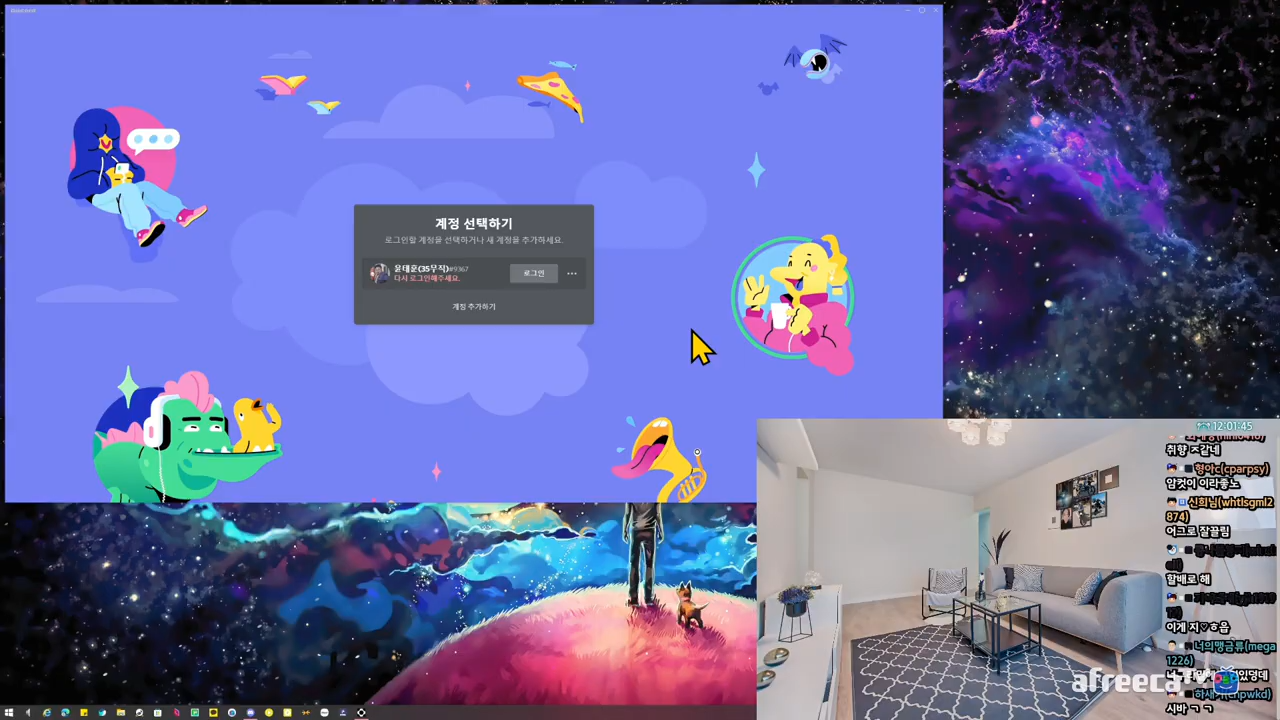 계정 선택하기
로그인할 계정을 선택하거나 새 계정을 추가하세요.
윤태훈(35무직)#9367
다시 로그인해주세요.
로그인
계정 추가하기
12:01:45
취향 ㅈ같네
형아c(cparpsy)
암컷이 이라좋노
신희님(whtlsgml2
874)
어그로 잘끌림
할배로 해
이게 지♡ㅎ음
너의맹금류(mega
1226)
시바 ㄱ ㄱ
afreeca